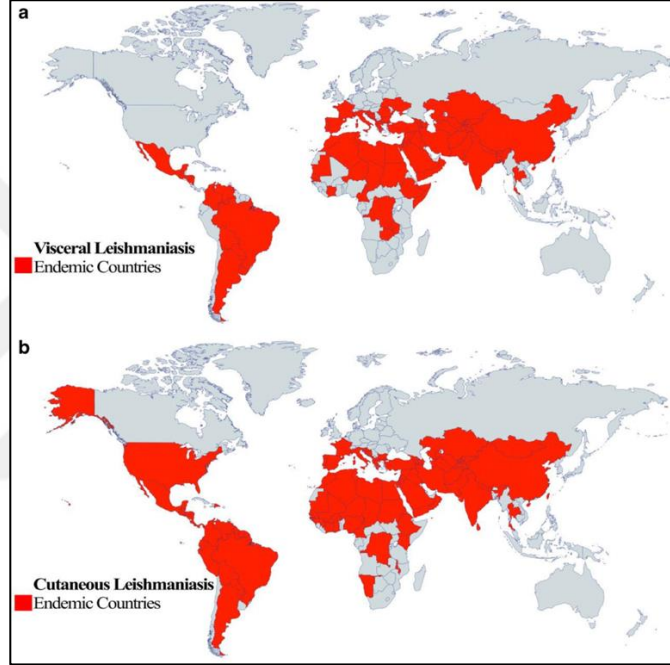 a
Visceral Leishmaniasis
Endemic Countries
b
Cutaneous Leishmaniasis
Endemic Countries